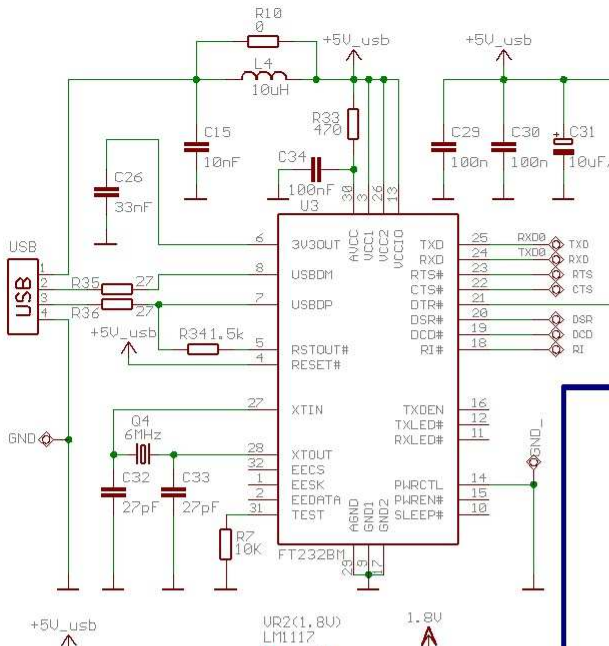 R10
0
+5V_usb
+5V_usb
L4
10uH
R33
470
C15
10nF
C29
100n
C30
100n
C31
10uF/
C34
100nF
C26
33nF
U3
30
3
26
13
AVCC
VCC1
VCC2
VCCIO
USB
USB
1
2
3
4
R35
27
R36
27
+5V_usb
R34
1.5k
6
3V3OUT
8
USBDM
7
USBDP
5
RSTOUT#
4
RESET#
27
XTIN
28
XTOUT
32
EECS
1
EESK
2
EEDATA
31
TEST
TXD
25
RXD0
TXD
RXD
24
TXD0
RXD
RTS#
23
RTS
CTS#
22
CTS
DTR#
21
DSR#
20
DSR
DCD#
19
DCD
RI#
18
RI
TXDEN
16
TXLED#
12
RXLED#
11
PWRCTL
14
PWREN#
15
SLEEP#
10
GND_
GND
Q4
6MHz
C32
27pF
C33
27pF
R7
10K
AGND
GND1
GND2
FT232BM
29
9
17
+5V_usb
VR2(1.8V)
LM1117
1.8V